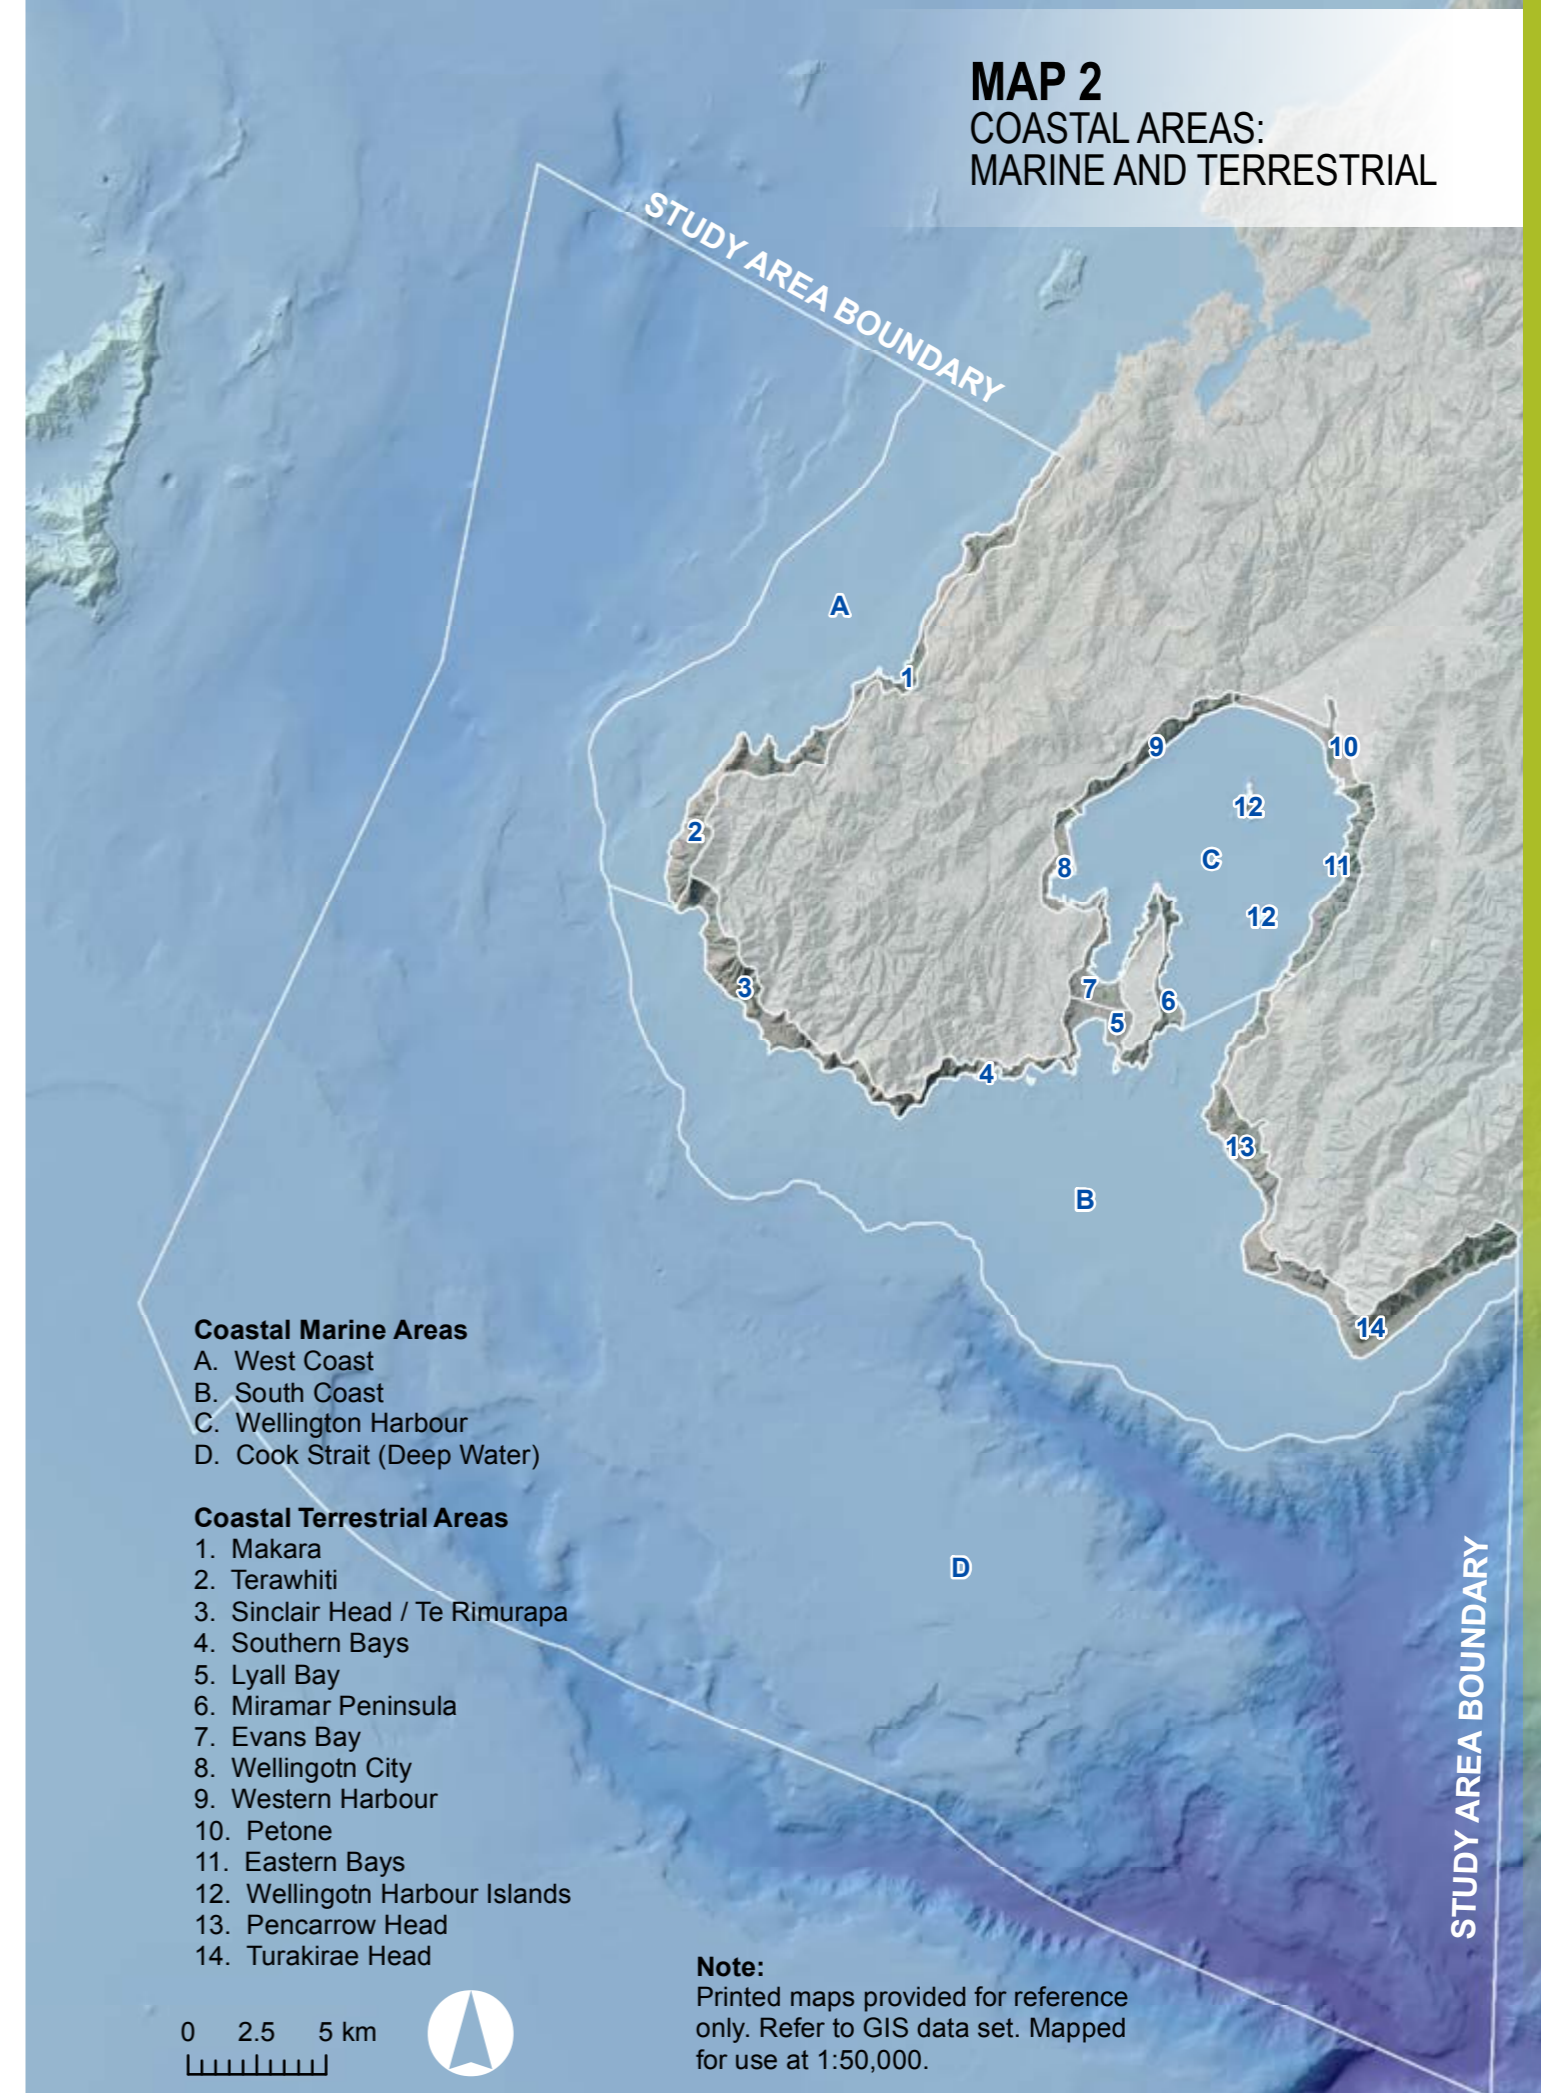 MAP 2
COASTAL AREAS:
MARINE AND TERRESTRIAL
STUDY AREA BOUNDARY
A
1
2
9
10
12
8
C
11
12
3
7
6
5
4
13
B
14
Coastal Marine Areas
A. West Coast
B. South Coast
C. Wellington Harbour
D. Cook Strait (Deep Water)
Coastal Terrestrial Areas
1. Makara
2. Terawhiti
3. Sinclair Head / Te Rimurapa
4. Southern Bays
5. Lyall Bay
6. Miramar Peninsula
7. Evans Bay
8. Wellingotn City
9. Western Harbour
10. Petone
11. Eastern Bays
12. Wellingotn Harbour Islands
13. Pencarrow Head
14. Turakirae Head
D
STUDY AREA BOUNDARY
0 2.5 5 km
Note:
Printed maps provided for reference
only. Refer to GIS data set. Mapped
for use at 1:50,000.